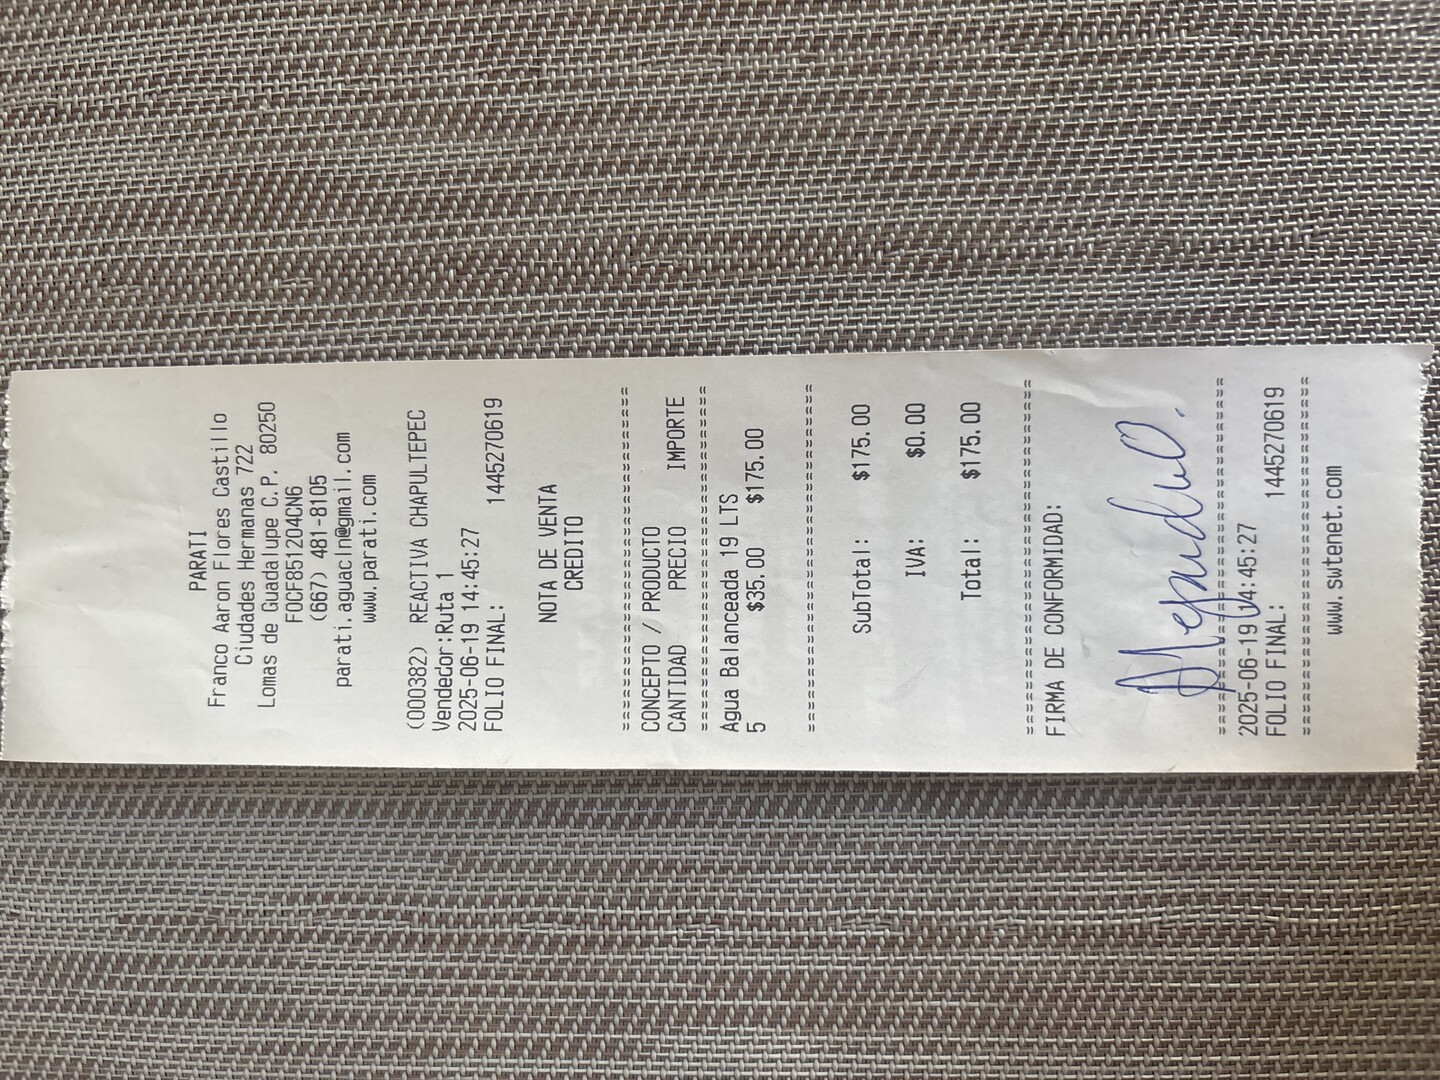 PARATI
Franco Aaron Flores Castillo
Ciudades Hermanas 722
Lomas de Guadalupe C.P. 80250
FOCF851204CN6
(667) 481-8105
parati.aguacln@gmail.com
www.parati.com
(000382) REACTIVA CHAPULTEPEC
Vendedor:Ruta 1
2025-06-19 14:45:27
FOLIO FINAL: 1445270619
NOTA DE VENTA
CREDITO
==============================
CONCEPTO / PRODUCTO
CANTIDAD PRECIO IMPORTE
==============================
Agua Balanceada 19 LTS
5 $35.00 $175.00
==============================
SubTotal: $175.00
IVA: $0.00
Total: $175.00
==============================
FIRMA DE CONFORMIDAD:
==============================
2025-06-19 14:45:27
FOLIO FINAL: 1445270619
==============================
www.swtenet.com